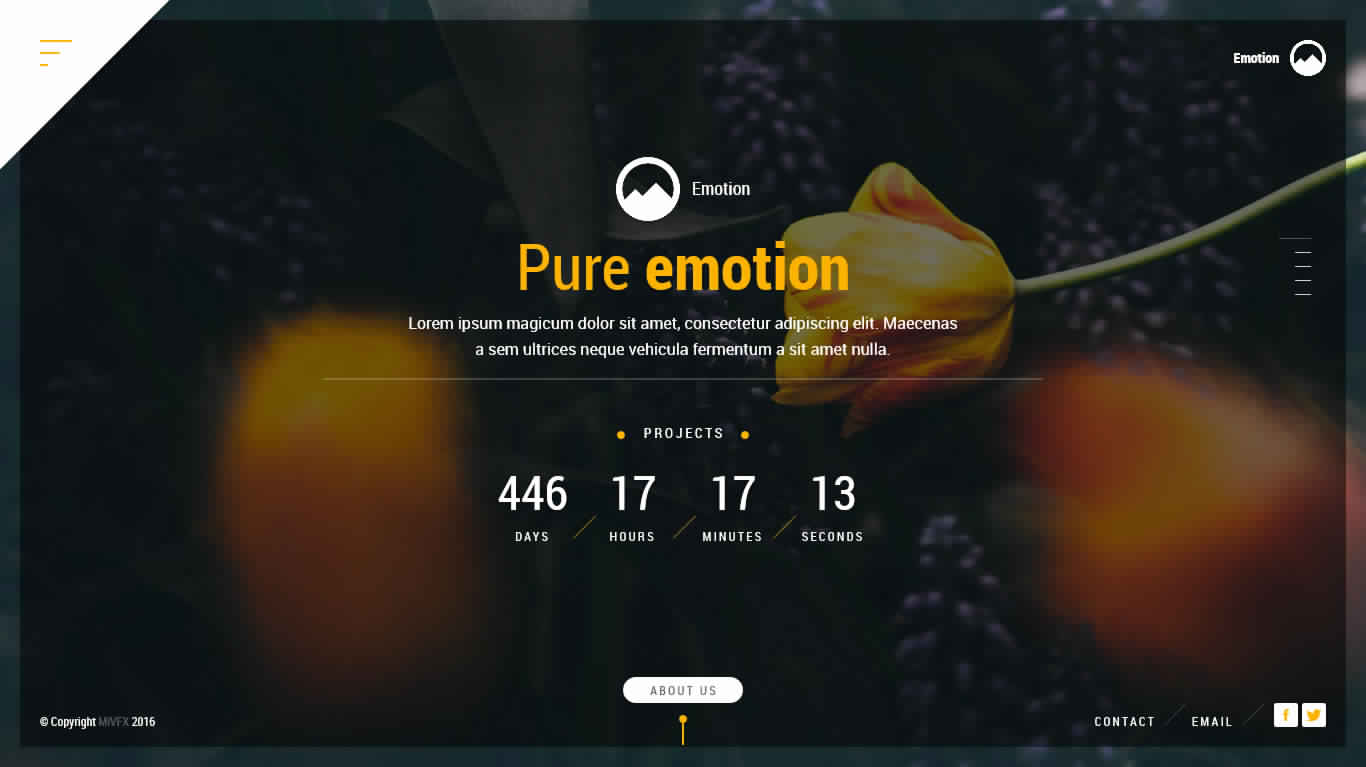 Emotion
Emotion
Pure emotion
Lorem ipsum magicum dolor sit amet, consectetur adipiscing elit. Maecenas
a sem ultrices neque vehicula fermentum a sit amet nulla.
PROJECTS
446 17 17 13
DAYS HOURS MINUTES SECONDS
ABOUT US
© Copyright MIVFX 2016
CONTACT EMAIL